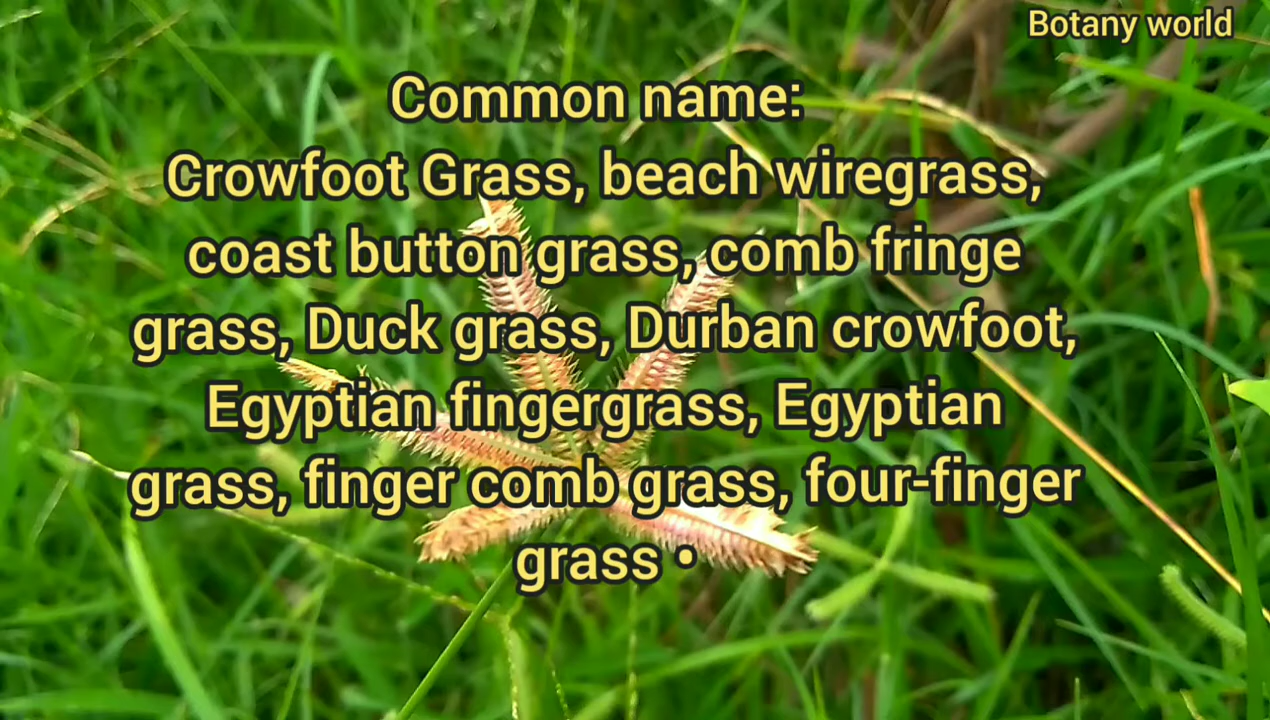 Botany world
Common name:
Crowfoot Grass, beach wiregrass,
coast button grass, comb fringe
grass, Duck grass, Durban crowfoot,
Egyptian fingergrass, Egyptian
grass, finger comb grass, four-finger
grass •